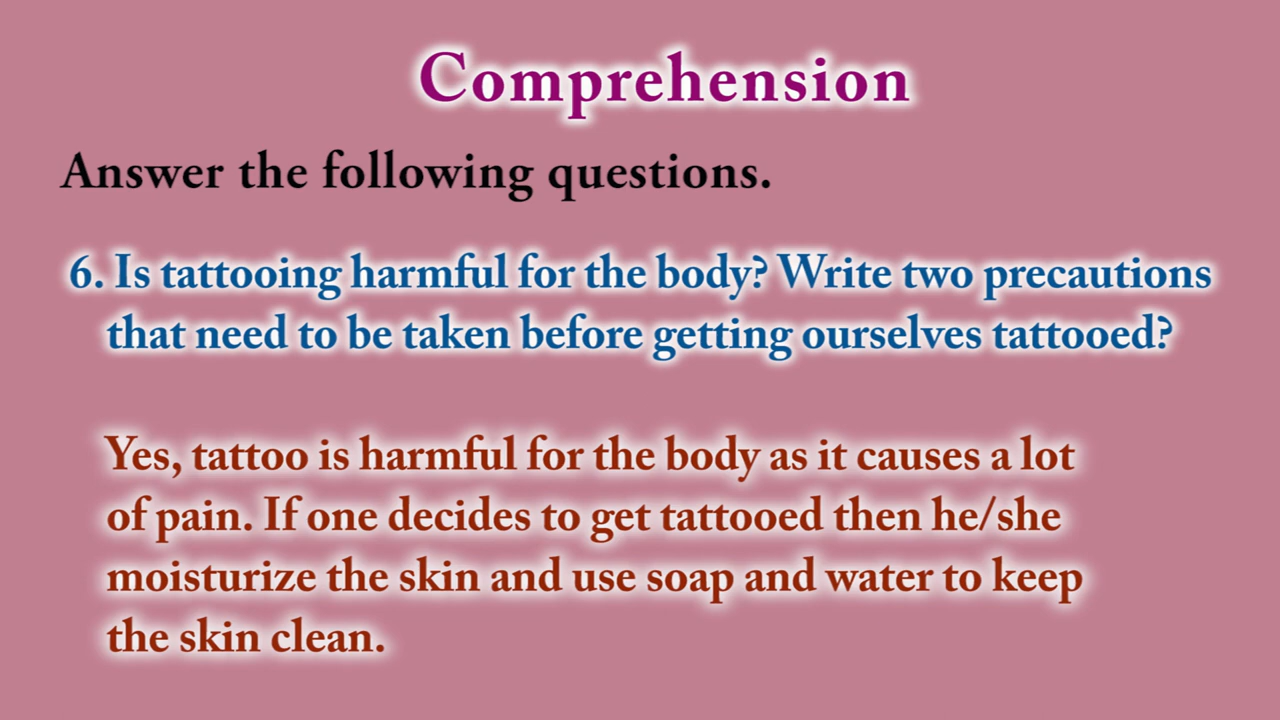 Comprehension
Answer the following questions.
6. Is tattooing harmful for the body? Write two precautions
that need to be taken before getting ourselves tattooed?
Yes, tattoo is harmful for the body as it causes a lot
of pain. If one decides to get tattooed then he/she
moisturize the skin and use soap and water to keep
the skin clean.